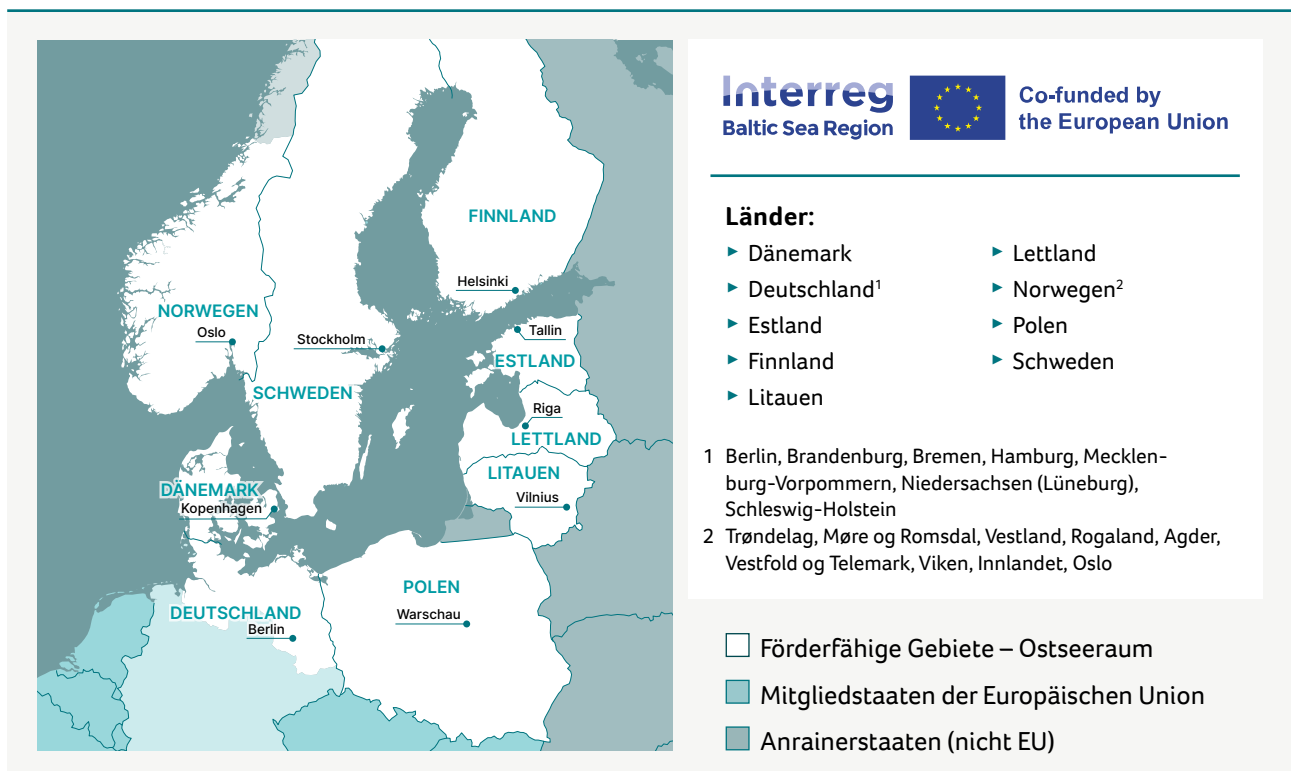 FINNLAND
Helsinki
NORWEGEN
Oslo
Stockholm
Tallin
ESTLAND
SCHWEDEN
Riga
LETTLAND
LITAUEN
Vilnius
DÄNEMARK
Kopenhagen
POLEN
Warschau
DEUTSCHLAND
Berlin
Interreg
Baltic Sea Region
Co-funded by
the European Union
Länder:
► Dänemark
► Deutschland¹
► Estland
► Finnland
► Litauen
► Lettland
► Norwegen²
► Polen
► Schweden
1 Berlin, Brandenburg, Bremen, Hamburg, Mecklen-
burg-Vorpommern, Niedersachsen (Lüneburg),
Schleswig-Holstein
2 Trøndelag, Møre og Romsdal, Vestland, Rogaland, Agder,
Vestfold og Telemark, Viken, Innlandet, Oslo
Förderfähige Gebiete – Ostseeraum
Mitgliedstaaten der Europäischen Union
Anrainerstaaten (nicht EU)